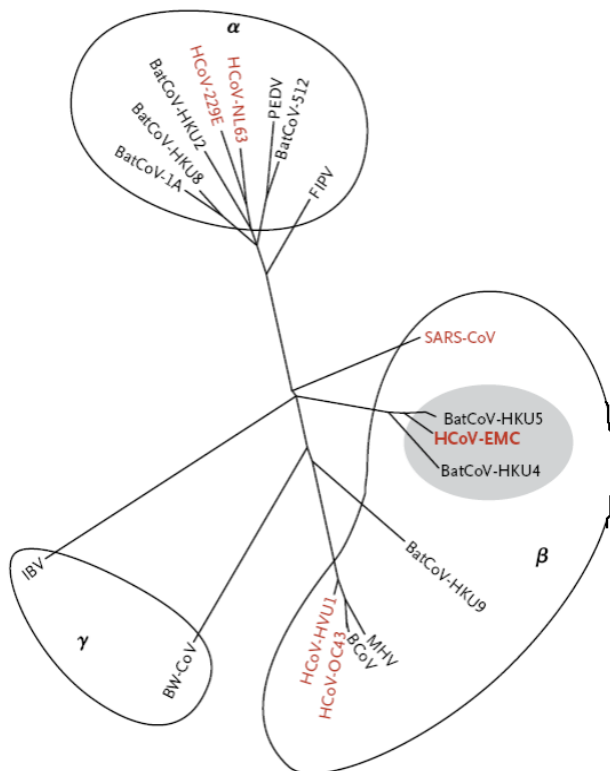 α
HCoV-NL63
HCoV-229E
BatCoV-HKU2
BatCoV-HKU8
BatCoV-1A
PEDV
BatCoV-512
FIPV
SARS-CoV
BatCoV-HKU5
HCoV-EMC
BatCoV-HKU4
β
BatCoV-HKU9
MHV
BCoV
HCoV-OC43
HCoV-HVU1
IBV
γ
BW-CoV